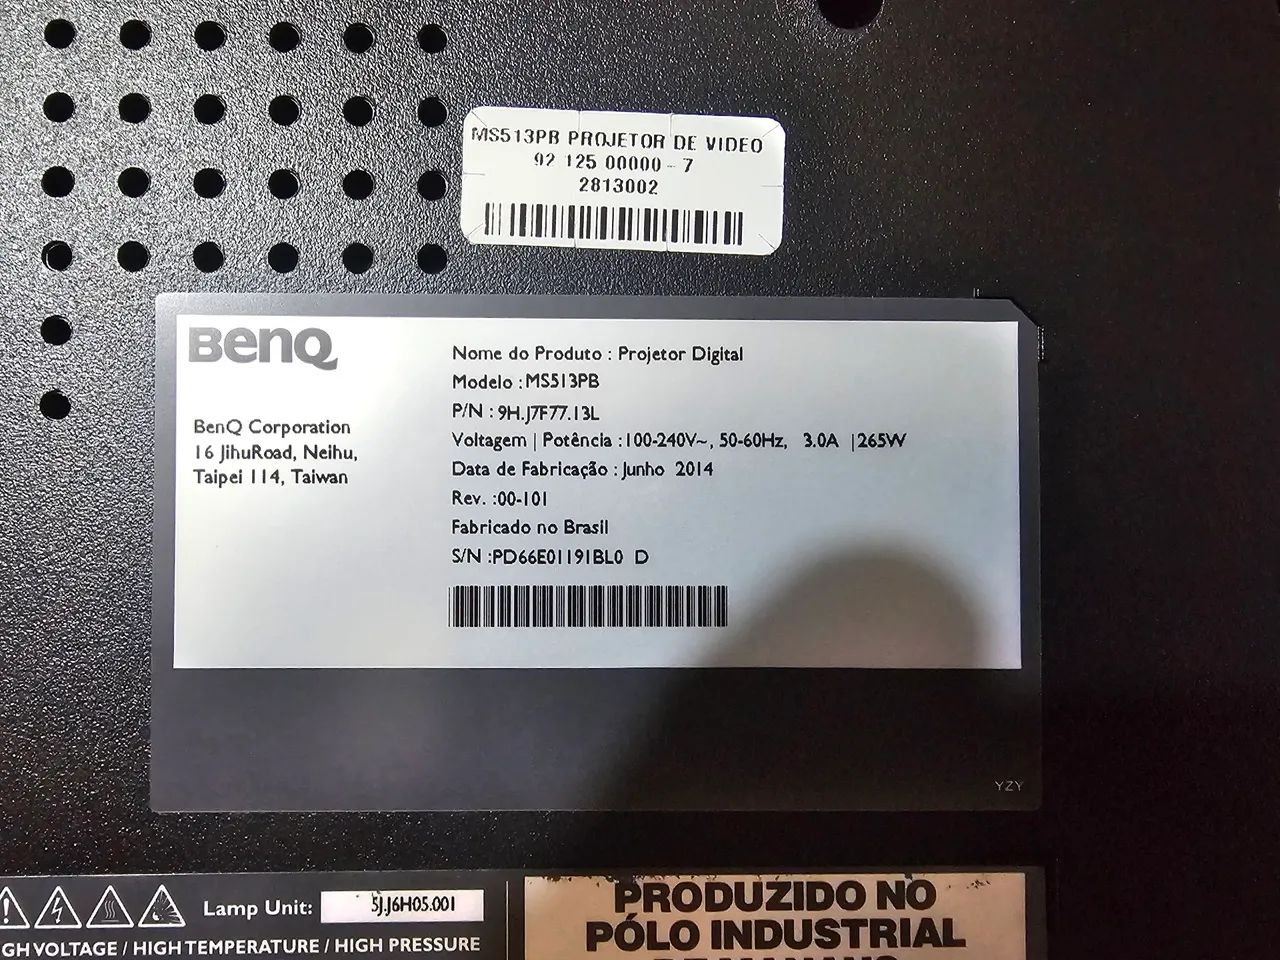 MS513PB PROJETOR DE VIDEO
92 125 00000-7
2813002
BenQ
BenQ Corporation
16 JihuRoad, Neihu,
Taipei 114, Taiwan
Nome do Produto : Projetor Digital
Modelo : MS513PB
P/N : 9H.J7F77.13L
Voltagem | Potência :100-240V~, 50-60Hz, 3.0A |265W
Data de Fabricação : Junho 2014
Rev. :00-101
Fabricado no Brasil
S/N :PD66E01191BL0 D
YZY
Lamp Unit: 5J.J6H05.001
GH VOLTAGE / HIGH TEMPERATURE / HIGH PRESSURE
PRODUZIDO NO
PÓLO INDUSTRIAL
DE MANAUS